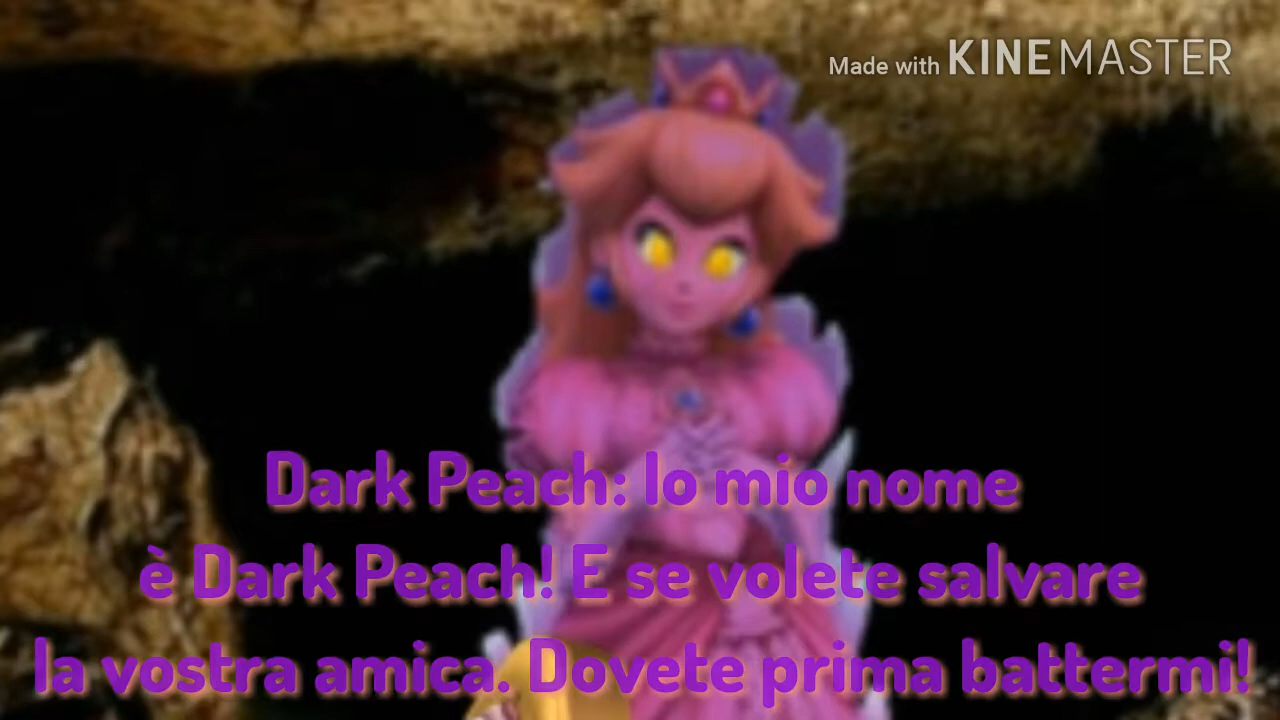 Made with KINEMASTER
Dark Peach: Io mio nome
è Dark Peach! E se volete salvare
la vostra amica. Dovete prima battermi!